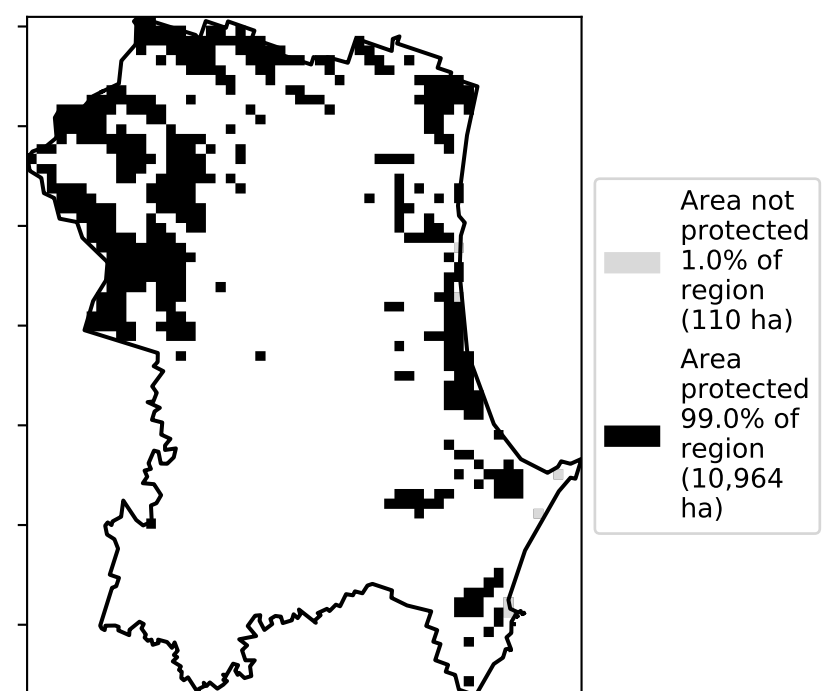 Area not
protected
1.0% of
region
(110 ha)
Area
protected
99.0% of
region
(10,964
ha)